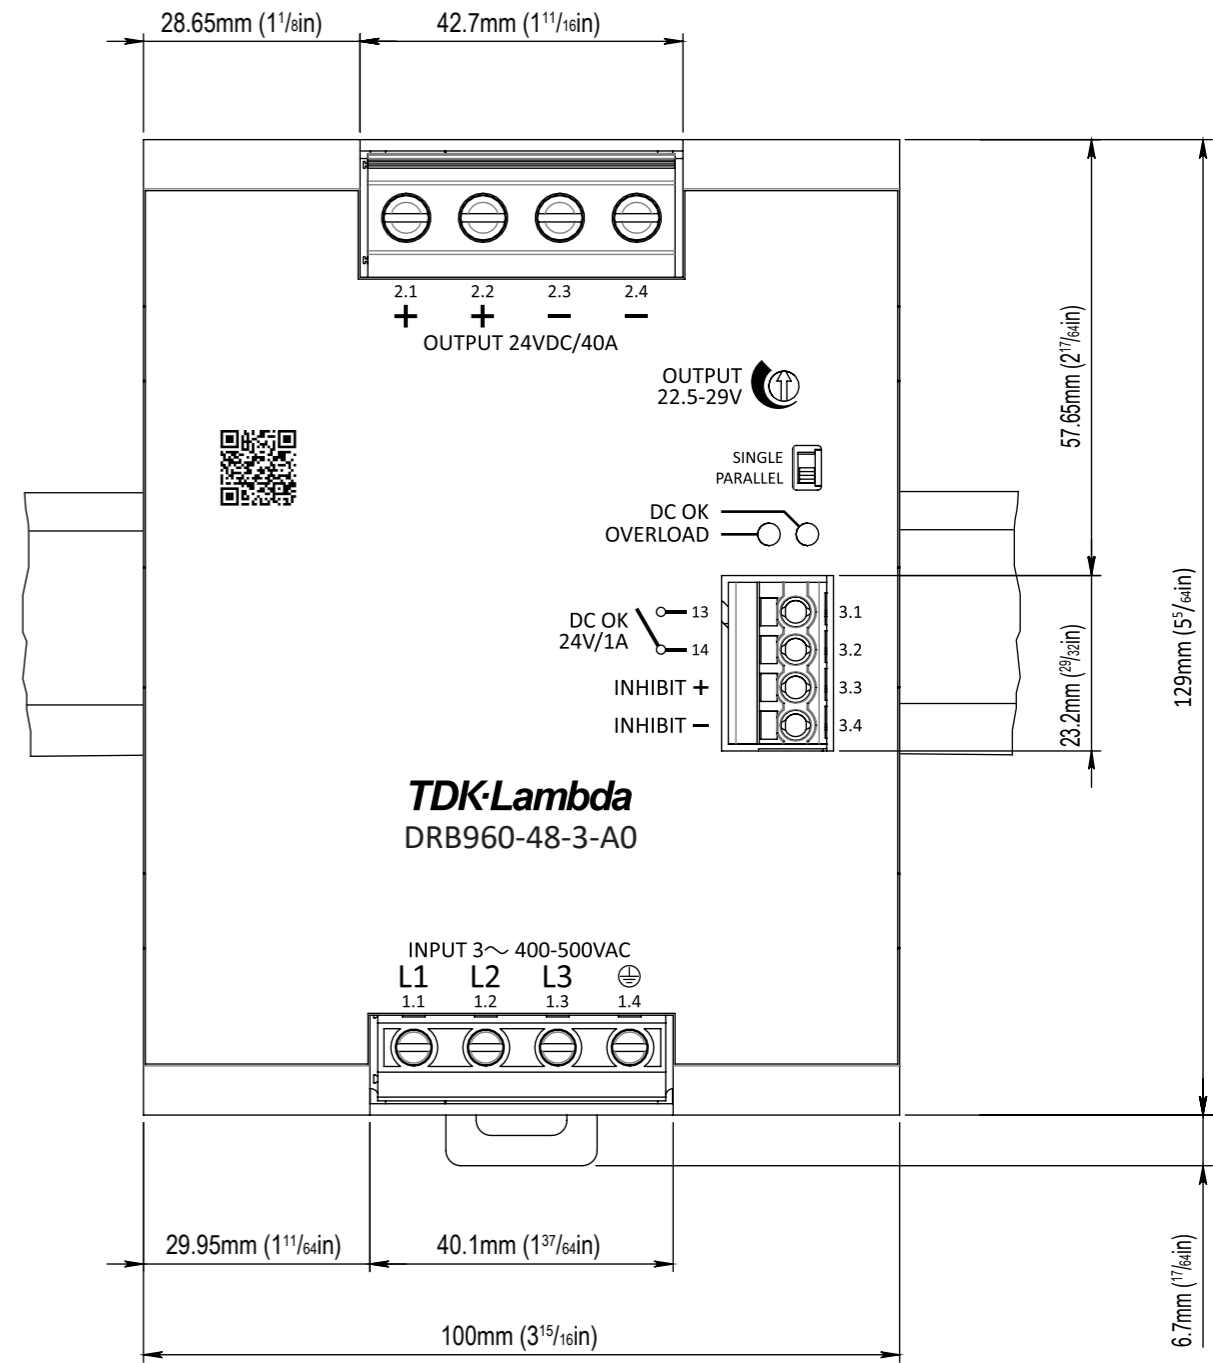 28.65mm (1 1/8in)
42.7mm (1 11/16in)
2.1 2.2 2.3 2.4
+ + − −
OUTPUT 24VDC/40A
OUTPUT
22.5-29V
57.65mm (2 17/64in)
SINGLE
PARALLEL
DC OK
OVERLOAD
129mm (5 5/64in)
DC OK
24V/1A
13
14
INHIBIT +
INHIBIT −
3.1
3.2
3.3
3.4
23.2mm (29/32in)
TDK·Lambda
DRB960-48-3-A0
INPUT 3~ 400-500VAC
L1 L2 L3 ⏚
1.1 1.2 1.3 1.4
29.95mm (1 11/64in)
40.1mm (1 37/64in)
6.7mm (17/64in)
100mm (3 15/16in)